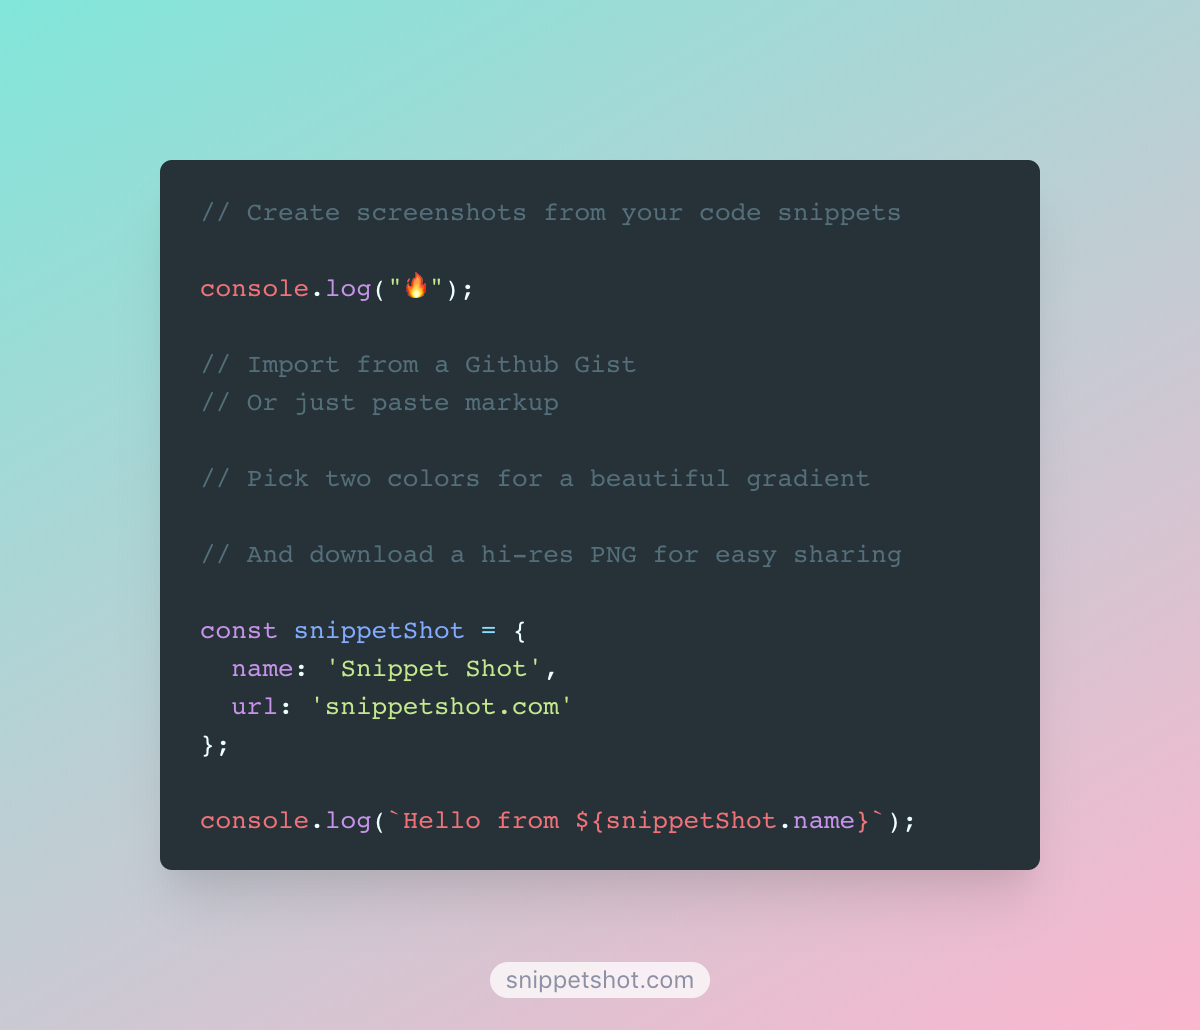 // Create screenshots from your code snippets
console.log("🔥");
// Import from a Github Gist
// Or just paste markup
// Pick two colors for a beautiful gradient
// And download a hi-res PNG for easy sharing
const snippetShot = {
  name: 'Snippet Shot',
  url: 'snippetshot.com'
};
console.log(`Hello from ${snippetShot.name}`);
snippetshot.com